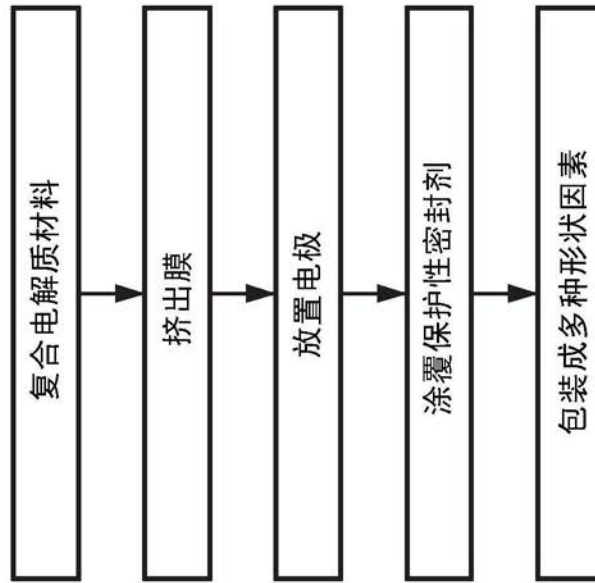 复合电解质材料
挤出膜
放置电极
涂覆保护性密封剂
包装成多种形状因素